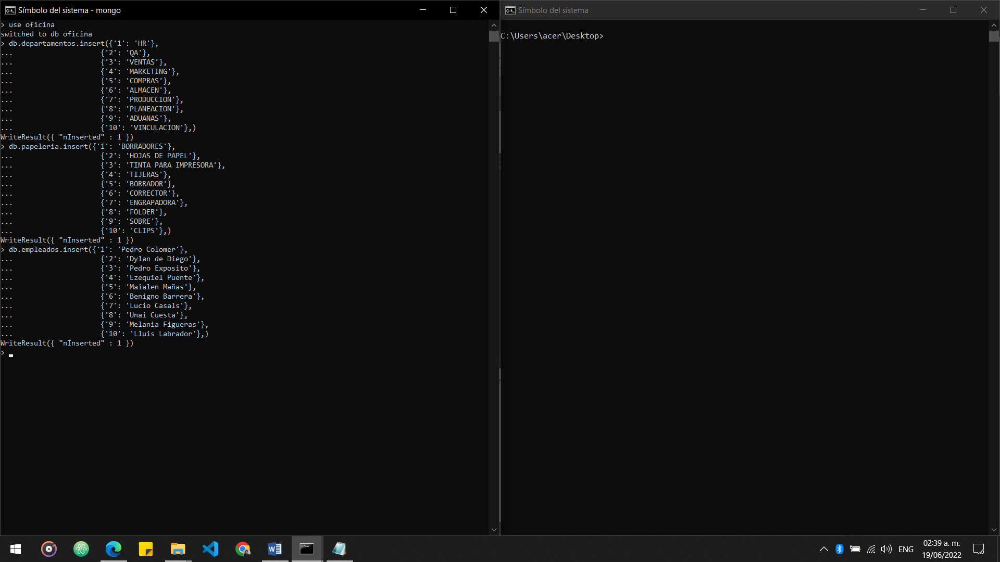 Símbolo del sistema - mongo
> use oficina
switched to db oficina
> db.departamentos.insert({'1': 'HR'},
... {'2': 'QA'},
... {'3': 'VENTAS'},
... {'4': 'MARKETING'},
... {'5': 'COMPRAS'},
... {'6': 'ALMACEN'},
... {'7': 'PRODUCCION'},
... {'8': 'PLANEACION'},
... {'9': 'ADUANAS'},
... {'10': 'VINCULACION'},)
WriteResult({ "nInserted" : 1 })
> db.papeleria.insert({'1': 'BORRADORES'},
... {'2': 'HOJAS DE PAPEL'},
... {'3': 'TINTA PARA IMPRESORA'},
... {'4': 'TIJERAS'},
... {'5': 'BORRADOR'},
... {'6': 'CORRECTOR'},
... {'7': 'ENGRAPADORA'},
... {'8': 'FOLDER'},
... {'9': 'SOBRE'},
... {'10': 'CLIPS'},)
WriteResult({ "nInserted" : 1 })
> db.empleados.insert({'1': 'Pedro Colomer'},
... {'2': 'Dylan de Diego'},
... {'3': 'Pedro Exposito'},
... {'4': 'Ezequiel Puente'},
... {'5': 'Maialen Mañas'},
... {'6': 'Benigno Barrera'},
... {'7': 'Lucio Casals'},
... {'8': 'Unai Cuesta'},
... {'9': 'Melania Figueras'},
... {'10': 'Lluis Labrador'},)
WriteResult({ "nInserted" : 1 })
>
Símbolo del sistema
C:\Users\acer\Desktop>
ENG
02:39 a. m.
19/06/2022